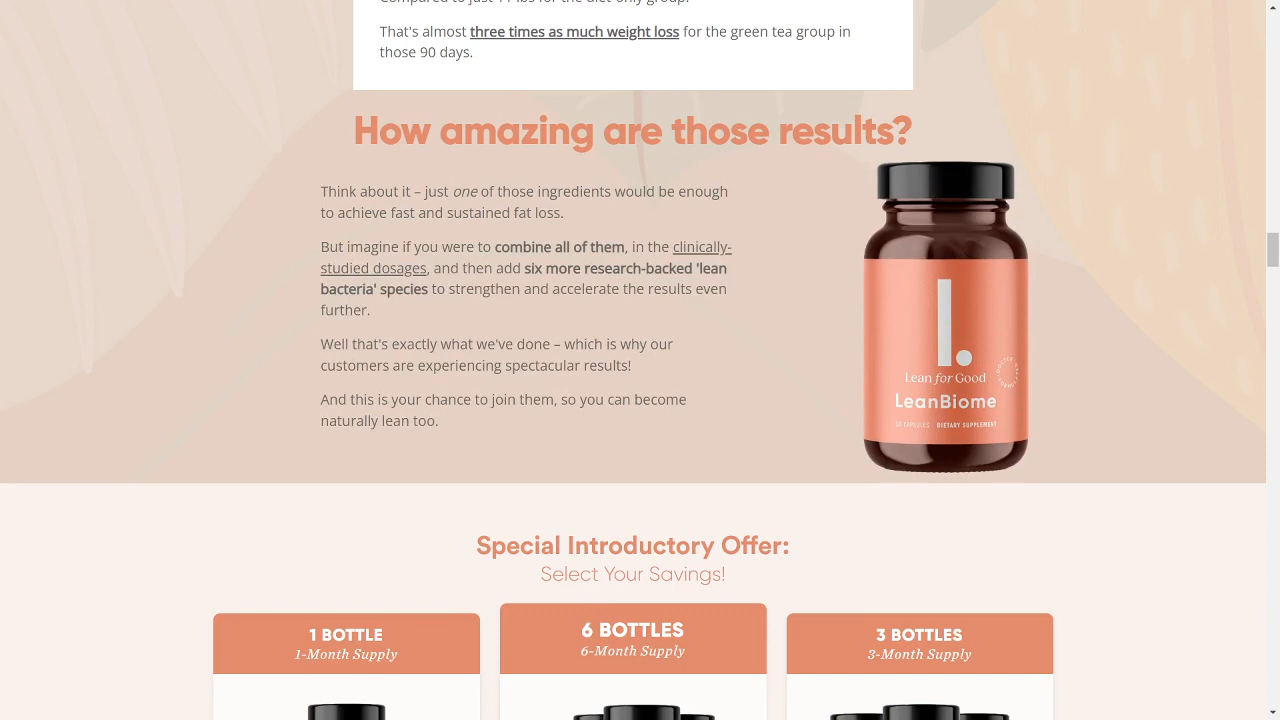 That's almost three times as much weight loss for the green tea group in
those 90 days.
How amazing are those results?
Think about it – just one of those ingredients would be enough
to achieve fast and sustained fat loss.
But imagine if you were to combine all of them, in the clinically-
studied dosages, and then add six more research-backed 'lean
bacteria' species to strengthen and accelerate the results even
further.
Well that's exactly what we've done – which is why our
customers are experiencing spectacular results!
And this is your chance to join them, so you can become
naturally lean too.
Lean for Good
LeanBiome
CAPSULES DIETARY SUPPLEMENT
Special Introductory Offer:
Select Your Savings!
1 BOTTLE
1-Month Supply
6 BOTTLES
6-Month Supply
3 BOTTLES
3-Month Supply